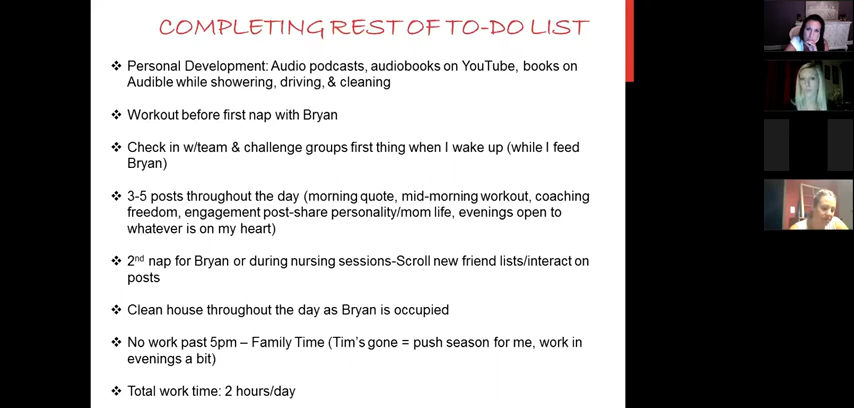 COMPLETING REST OF TO-DO LIST
❖ Personal Development: Audio podcasts, audiobooks on YouTube, books on
Audible while showering, driving, & cleaning
❖ Workout before first nap with Bryan
❖ Check in w/team & challenge groups first thing when I wake up (while I feed
Bryan)
❖ 3-5 posts throughout the day (morning quote, mid-morning workout, coaching
freedom, engagement post-share personality/mom life, evenings open to
whatever is on my heart)
❖ 2nd nap for Bryan or during nursing sessions-Scroll new friend lists/interact on
posts
❖ Clean house throughout the day as Bryan is occupied
❖ No work past 5pm – Family Time (Tim's gone = push season for me, work in
evenings a bit)
❖ Total work time: 2 hours/day